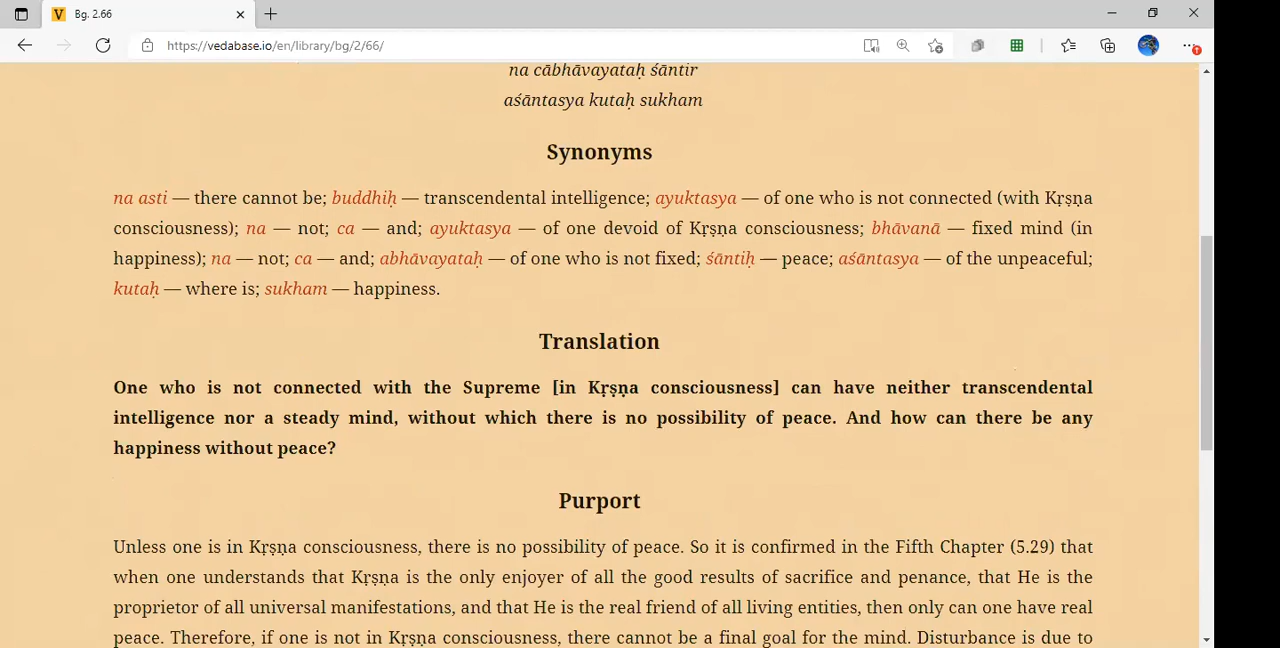 Bg. 2.66
https://vedabase.io/en/library/bg/2/66/
na cābhāvayataḥ śāntir
aśāntasya kutaḥ sukham
Synonyms
na asti — there cannot be; buddhiḥ — transcendental intelligence; ayuktasya — of one who is not connected (with Kṛṣṇa
consciousness); na — not; ca — and; ayuktasya — of one devoid of Kṛṣṇa consciousness; bhāvanā — fixed mind (in
happiness); na — not; ca — and; abhāvayataḥ — of one who is not fixed; śāntiḥ — peace; aśāntasya — of the unpeaceful;
kutaḥ — where is; sukham — happiness.
Translation
One who is not connected with the Supreme [in Kṛṣṇa consciousness] can have neither transcendental
intelligence nor a steady mind, without which there is no possibility of peace. And how can there be any
happiness without peace?
Purport
Unless one is in Kṛṣṇa consciousness, there is no possibility of peace. So it is confirmed in the Fifth Chapter (5.29) that
when one understands that Kṛṣṇa is the only enjoyer of all the good results of sacrifice and penance, that He is the
proprietor of all universal manifestations, and that He is the real friend of all living entities, then only can one have real
peace. Therefore, if one is not in Kṛṣṇa consciousness, there cannot be a final goal for the mind. Disturbance is due to